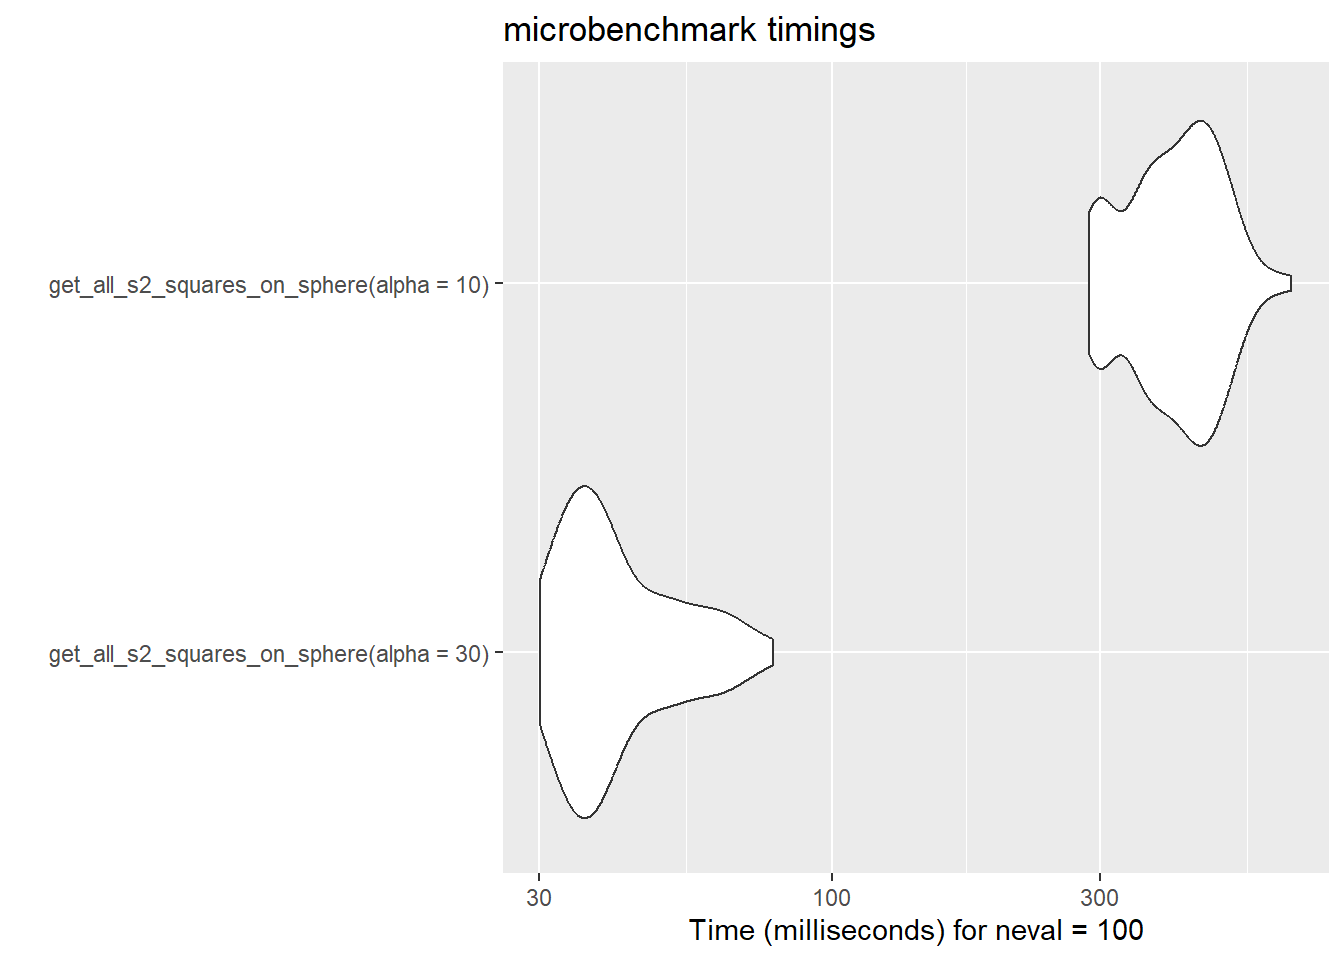 microbenchmark timings
get_all_s2_squares_on_sphere(alpha = 10)
get_all_s2_squares_on_sphere(alpha = 30)
30
100
300
Time (milliseconds) for neval = 100